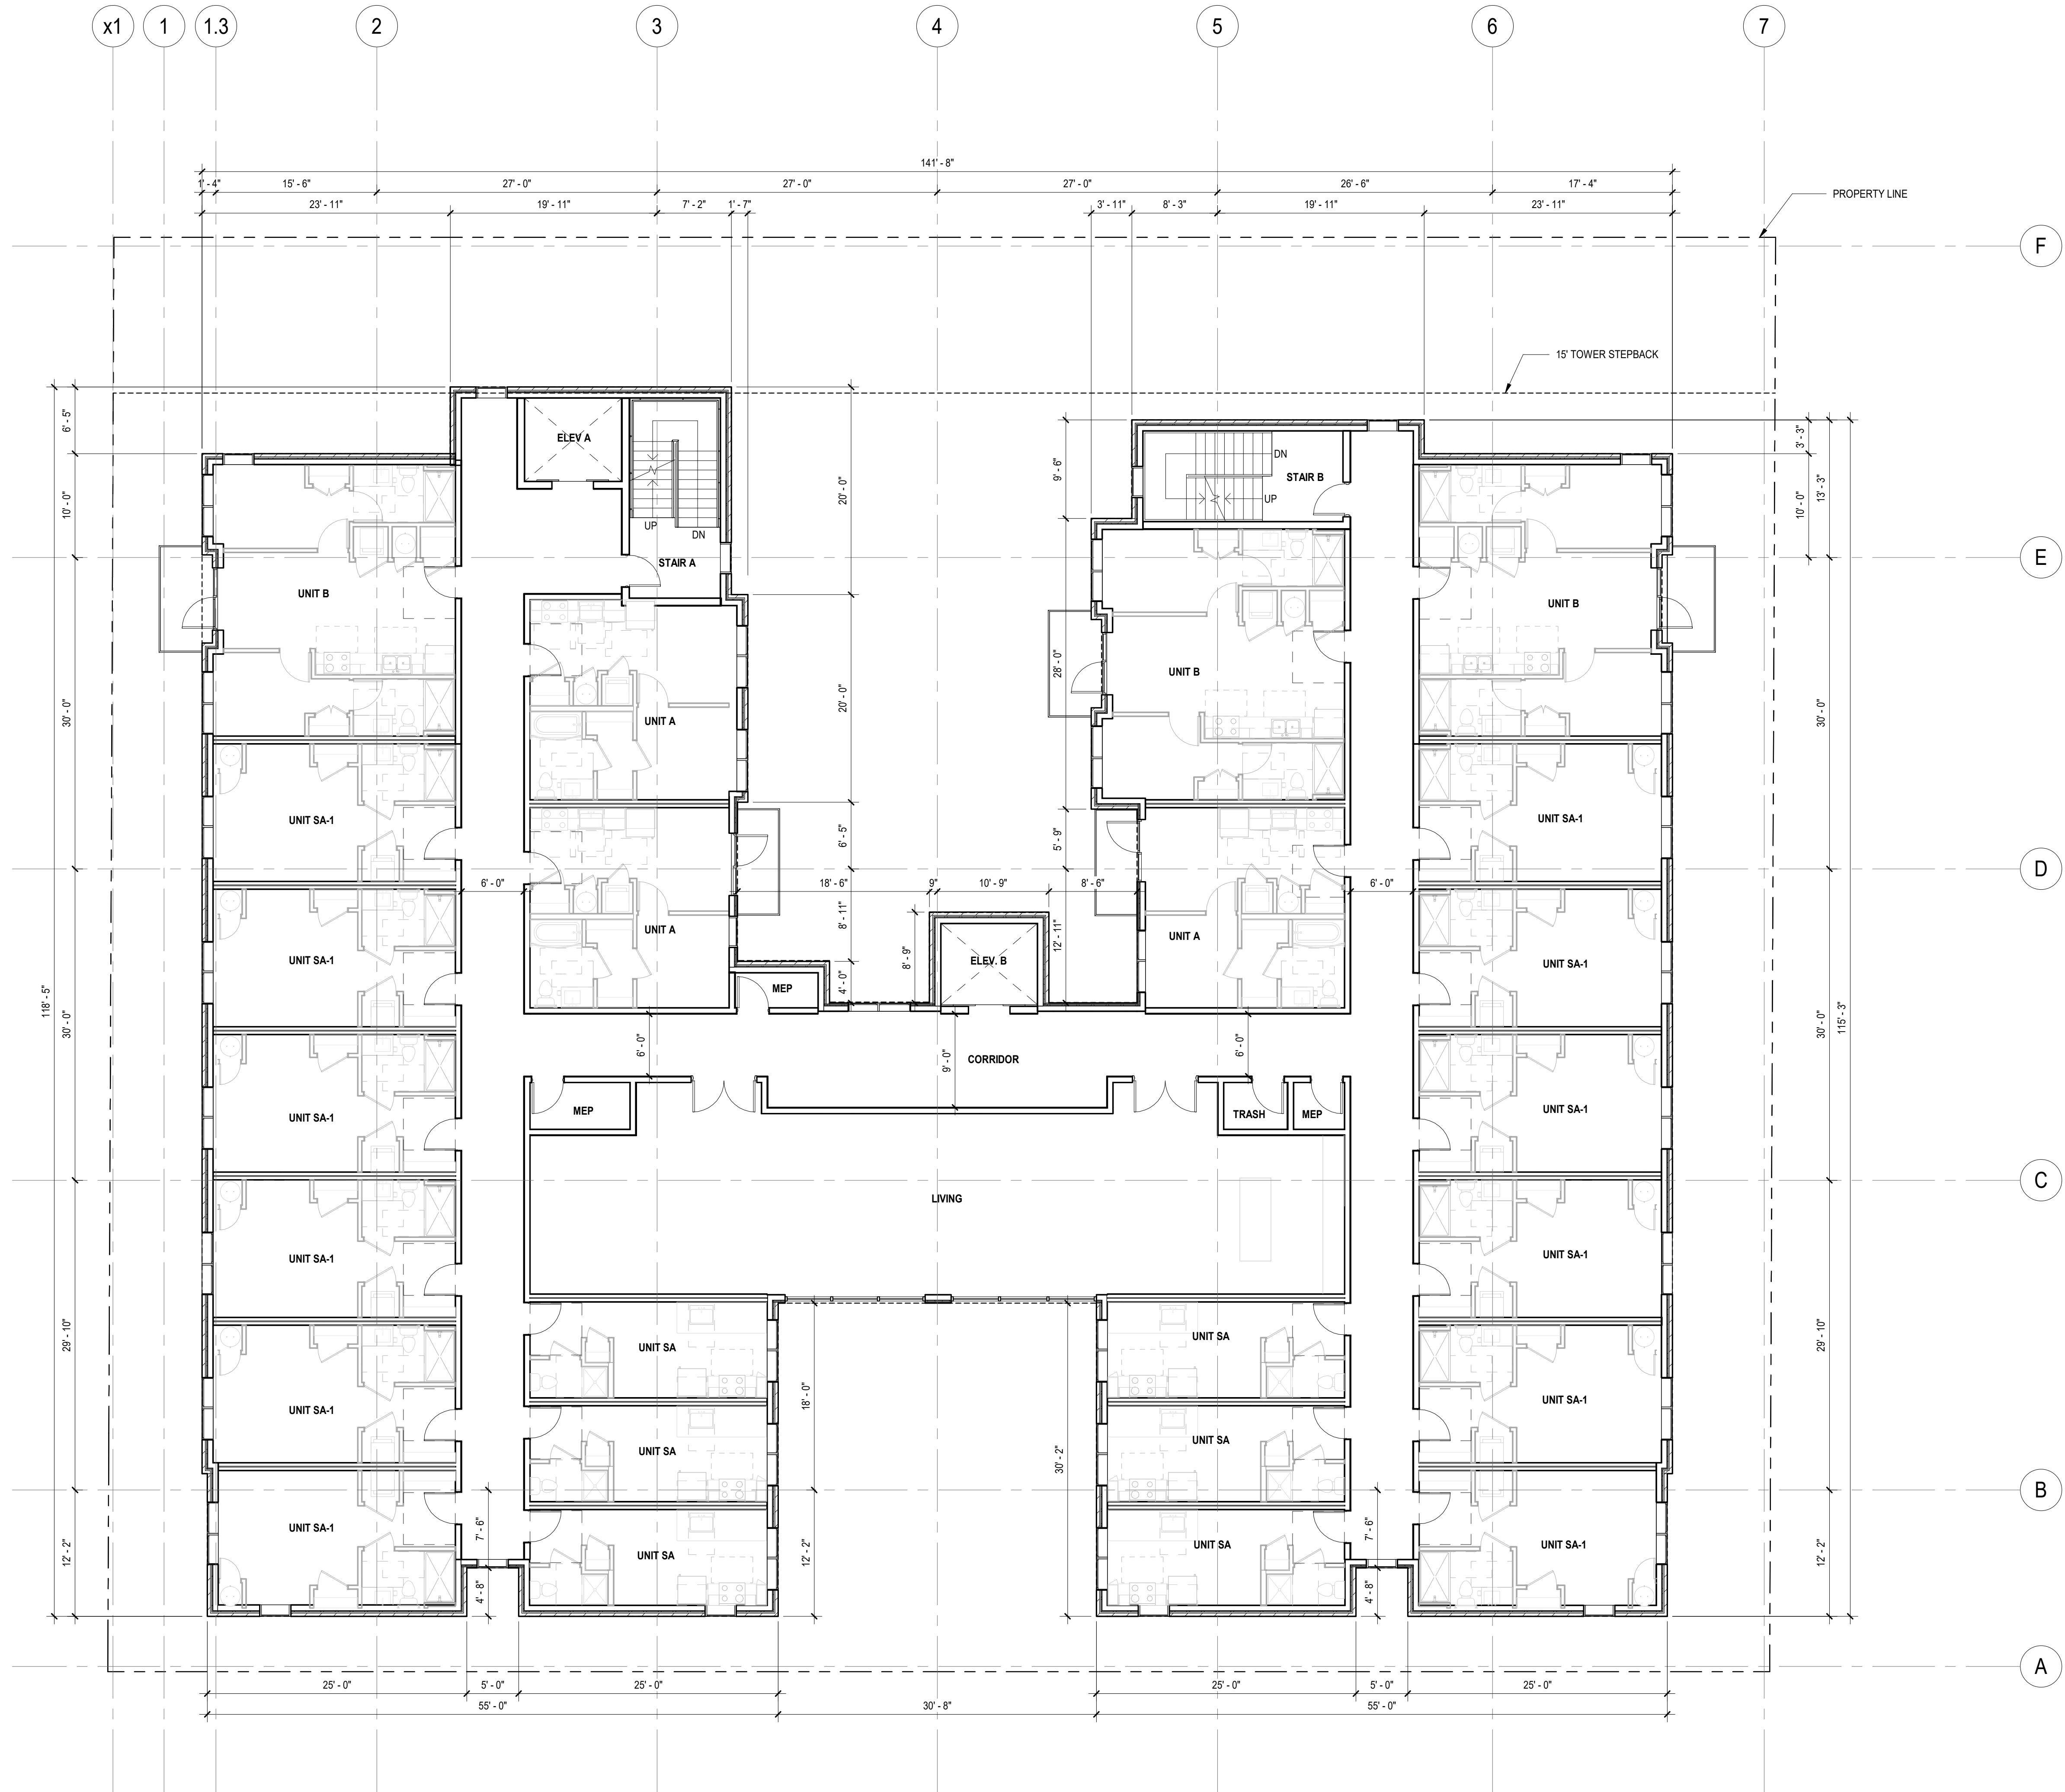 x1 1 1.3 2 3 4 5 6 7
141' - 8"
1' - 4" 15' - 6" 27' - 0" 27' - 0" 27' - 0" 26' - 6" 17' - 4"
PROPERTY LINE
23' - 11" 19' - 11" 7' - 2" 1' - 7" 3' - 11" 8' - 3" 19' - 11" 23' - 11"
F
15' TOWER STEPBACK
6' - 5"
ELEV A
3' - 3"
DN
9' - 6"
STAIR B
UP
10' - 0"
20' - 0"
10' - 0"
13' - 3"
UP
DN
E
STAIR A
UNIT B
UNIT B
28' - 0"
UNIT B
30' - 0"
UNIT A
20' - 0"
30' - 0"
UNIT SA-1
6' - 5"
5' - 9"
UNIT SA-1
D
6' - 0"
18' - 6" 9" 10' - 9" 8' - 6"
6' - 0"
8' - 11"
UNIT A
UNIT A
12' - 11"
UNIT SA-1
8' - 9"
ELEV. B
UNIT SA-1
MEP
4' - 0"
118' - 5"
30' - 0"
30' - 0"
115' - 3"
6' - 0"
9' - 0"
CORRIDOR
6' - 0"
MEP
TRASH
MEP
UNIT SA-1
UNIT SA-1
C
LIVING
UNIT SA-1
UNIT SA-1
29' - 10"
UNIT SA
UNIT SA
29' - 10"
UNIT SA-1
18' - 0"
UNIT SA-1
UNIT SA
30' - 2"
UNIT SA
B
UNIT SA-1
7' - 6"
UNIT SA
12' - 2"
UNIT SA
7' - 6"
UNIT SA-1
12' - 2"
12' - 2"
4' - 8"
4' - 8"
A
25' - 0" 5' - 0" 25' - 0" 25' - 0" 5' - 0" 25' - 0"
55' - 0" 30' - 8" 55' - 0"